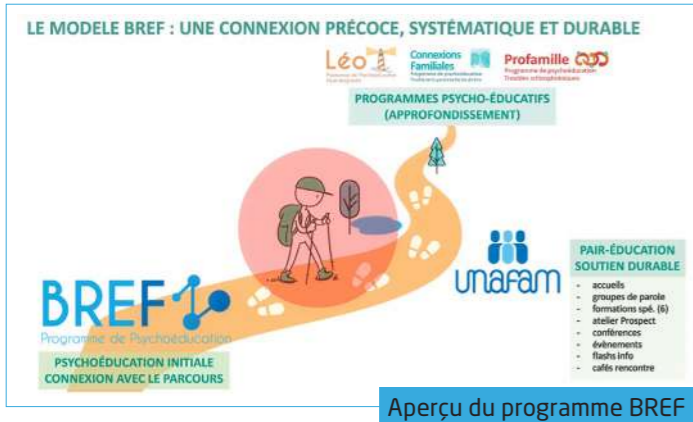 LE MODELE BREF : UNE CONNEXION PRÉCOCE, SYSTÉMATIQUE ET DURABLE
Léo
Connexions
Familiales
Profamille
Programme de psychoéducation
Troubles schizophréniques
PROGRAMMES PSYCHO-ÉDUCATIFS
(APPROFONDISSEMENT)
unafam
PAIR-ÉDUCATION
SOUTIEN DURABLE
- accueils
- groupes de parole
- formations spé. (6)
- atelier Prospect
- conférences
- évènements
- flashs info
- cafés rencontre
BREF
Programme de Psychoéducation
PSYCHOÉDUCATION INITIALE
CONNEXION AVEC LE PARCOURS
Aperçu du programme BREF